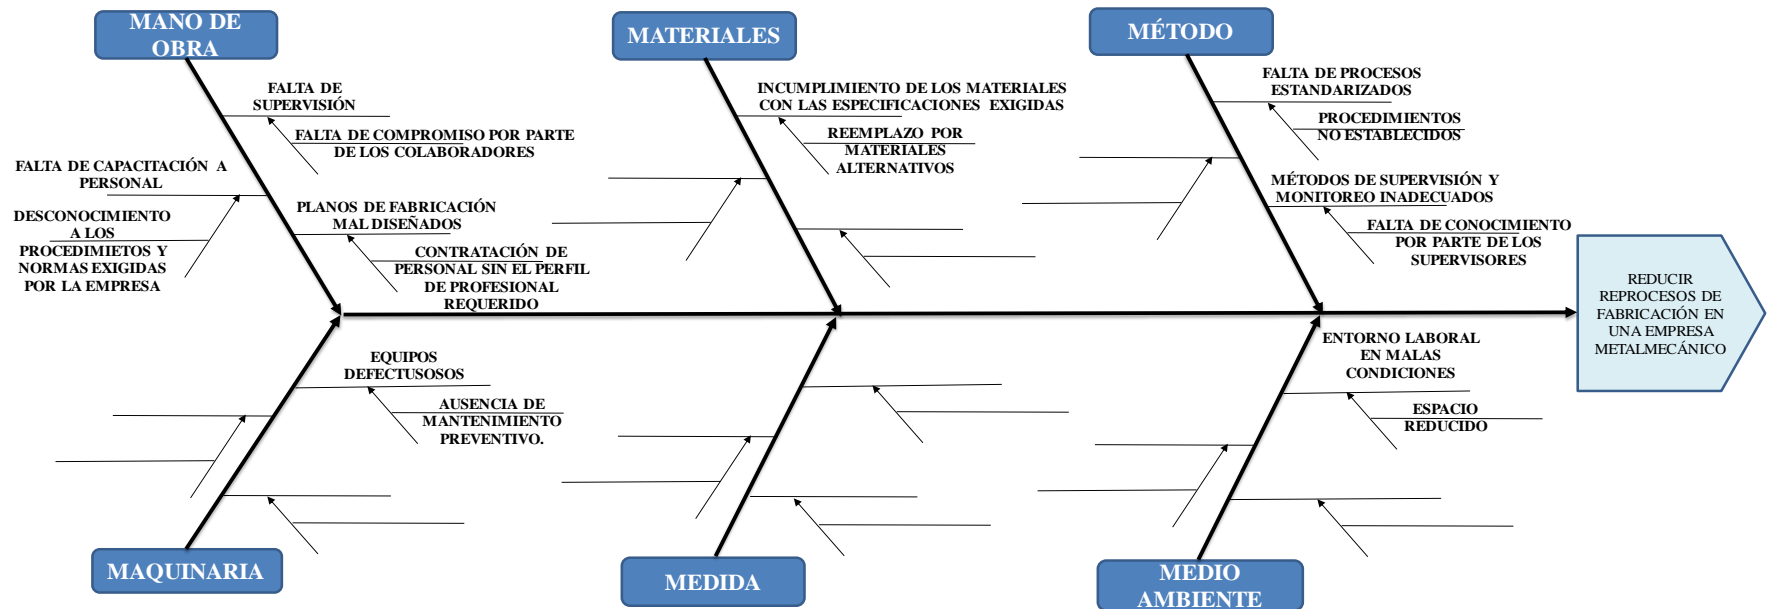 MANO DE
OBRA
MATERIALES
MÉTODO
FALTA DE
SUPERVISIÓN
FALTA DE COMPROMISO POR PARTE
DE LOS COLABORADORES
FALTA DE CAPACITACIÓN A
PERSONAL
DESCONOCIMIENTO
A LOS
PROCEDIMIETOS Y
NORMAS EXIGIDAS
POR LA EMPRESA
PLANOS DE FABRICACIÓN
MAL DISEÑADOS
CONTRATACIÓN DE
PERSONAL SIN EL PERFIL
DE PROFESIONAL
REQUERIDO
INCUMPLIMIENTO DE LOS MATERIALES
CON LAS ESPECIFICACIONES EXIGIDAS
REEMPLAZO POR
MATERIALES
ALTERNATIVOS
FALTA DE PROCESOS
ESTANDARIZADOS
PROCEDIMIENTOS
NO ESTABLECIDOS
MÉTODOS DE SUPERVISIÓN Y
MONITOREO INADECUADOS
FALTA DE CONOCIMIENTO
POR PARTE DE LOS
SUPERVISORES
REDUCIR
REPROCESOS DE
FABRICACIÓN EN
UNA EMPRESA
METALMECÁNICO
EQUIPOS
DEFECTUSOSOS
AUSENCIA DE
MANTENIMIENTO
PREVENTIVO.
ENTORNO LABORAL
EN MALAS
CONDICIONES
ESPACIO
REDUCIDO
MAQUINARIA
MEDIDA
MEDIO
AMBIENTE